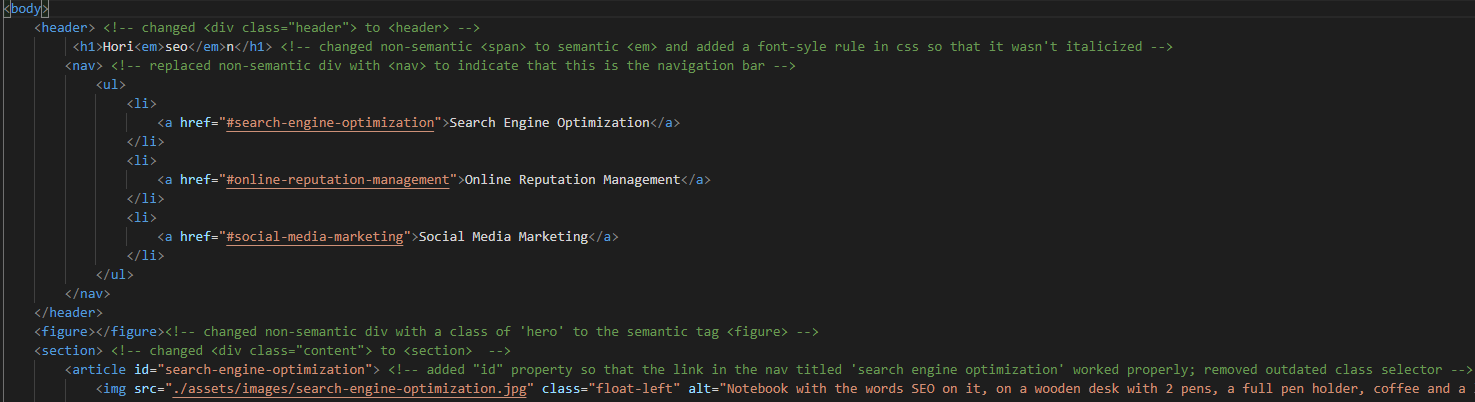 <body>
<header> <!-- changed <div class="header"> to <header> -->
<h1>Hori<em>seo</em>n</h1> <!-- changed non-semantic <span> to semantic <em> and added a font-syle rule in css so that it wasn't italicized -->
<nav> <!-- replaced non-semantic div with <nav> to indicate that this is the navigation bar -->
<ul>
<li>
<a href="#search-engine-optimization">Search Engine Optimization</a>
</li>
<li>
<a href="#online-reputation-management">Online Reputation Management</a>
</li>
<li>
<a href="#social-media-marketing">Social Media Marketing</a>
</li>
</ul>
</nav>
</header>
<figure></figure><!-- changed non-semantic div with a class of 'hero' to the semantic tag <figure> -->
<section> <!-- changed <div class="content"> to <section>  -->
<article id="search-engine-optimization"> <!-- added "id" property so that the link in the nav titled 'search engine optimization' worked properly; removed outdated class selector -->
<img src="./assets/images/search-engine-optimization.jpg" class="float-left" alt="Notebook with the words SEO on it, on a wooden desk with 2 pens, a full pen holder, coffee and a